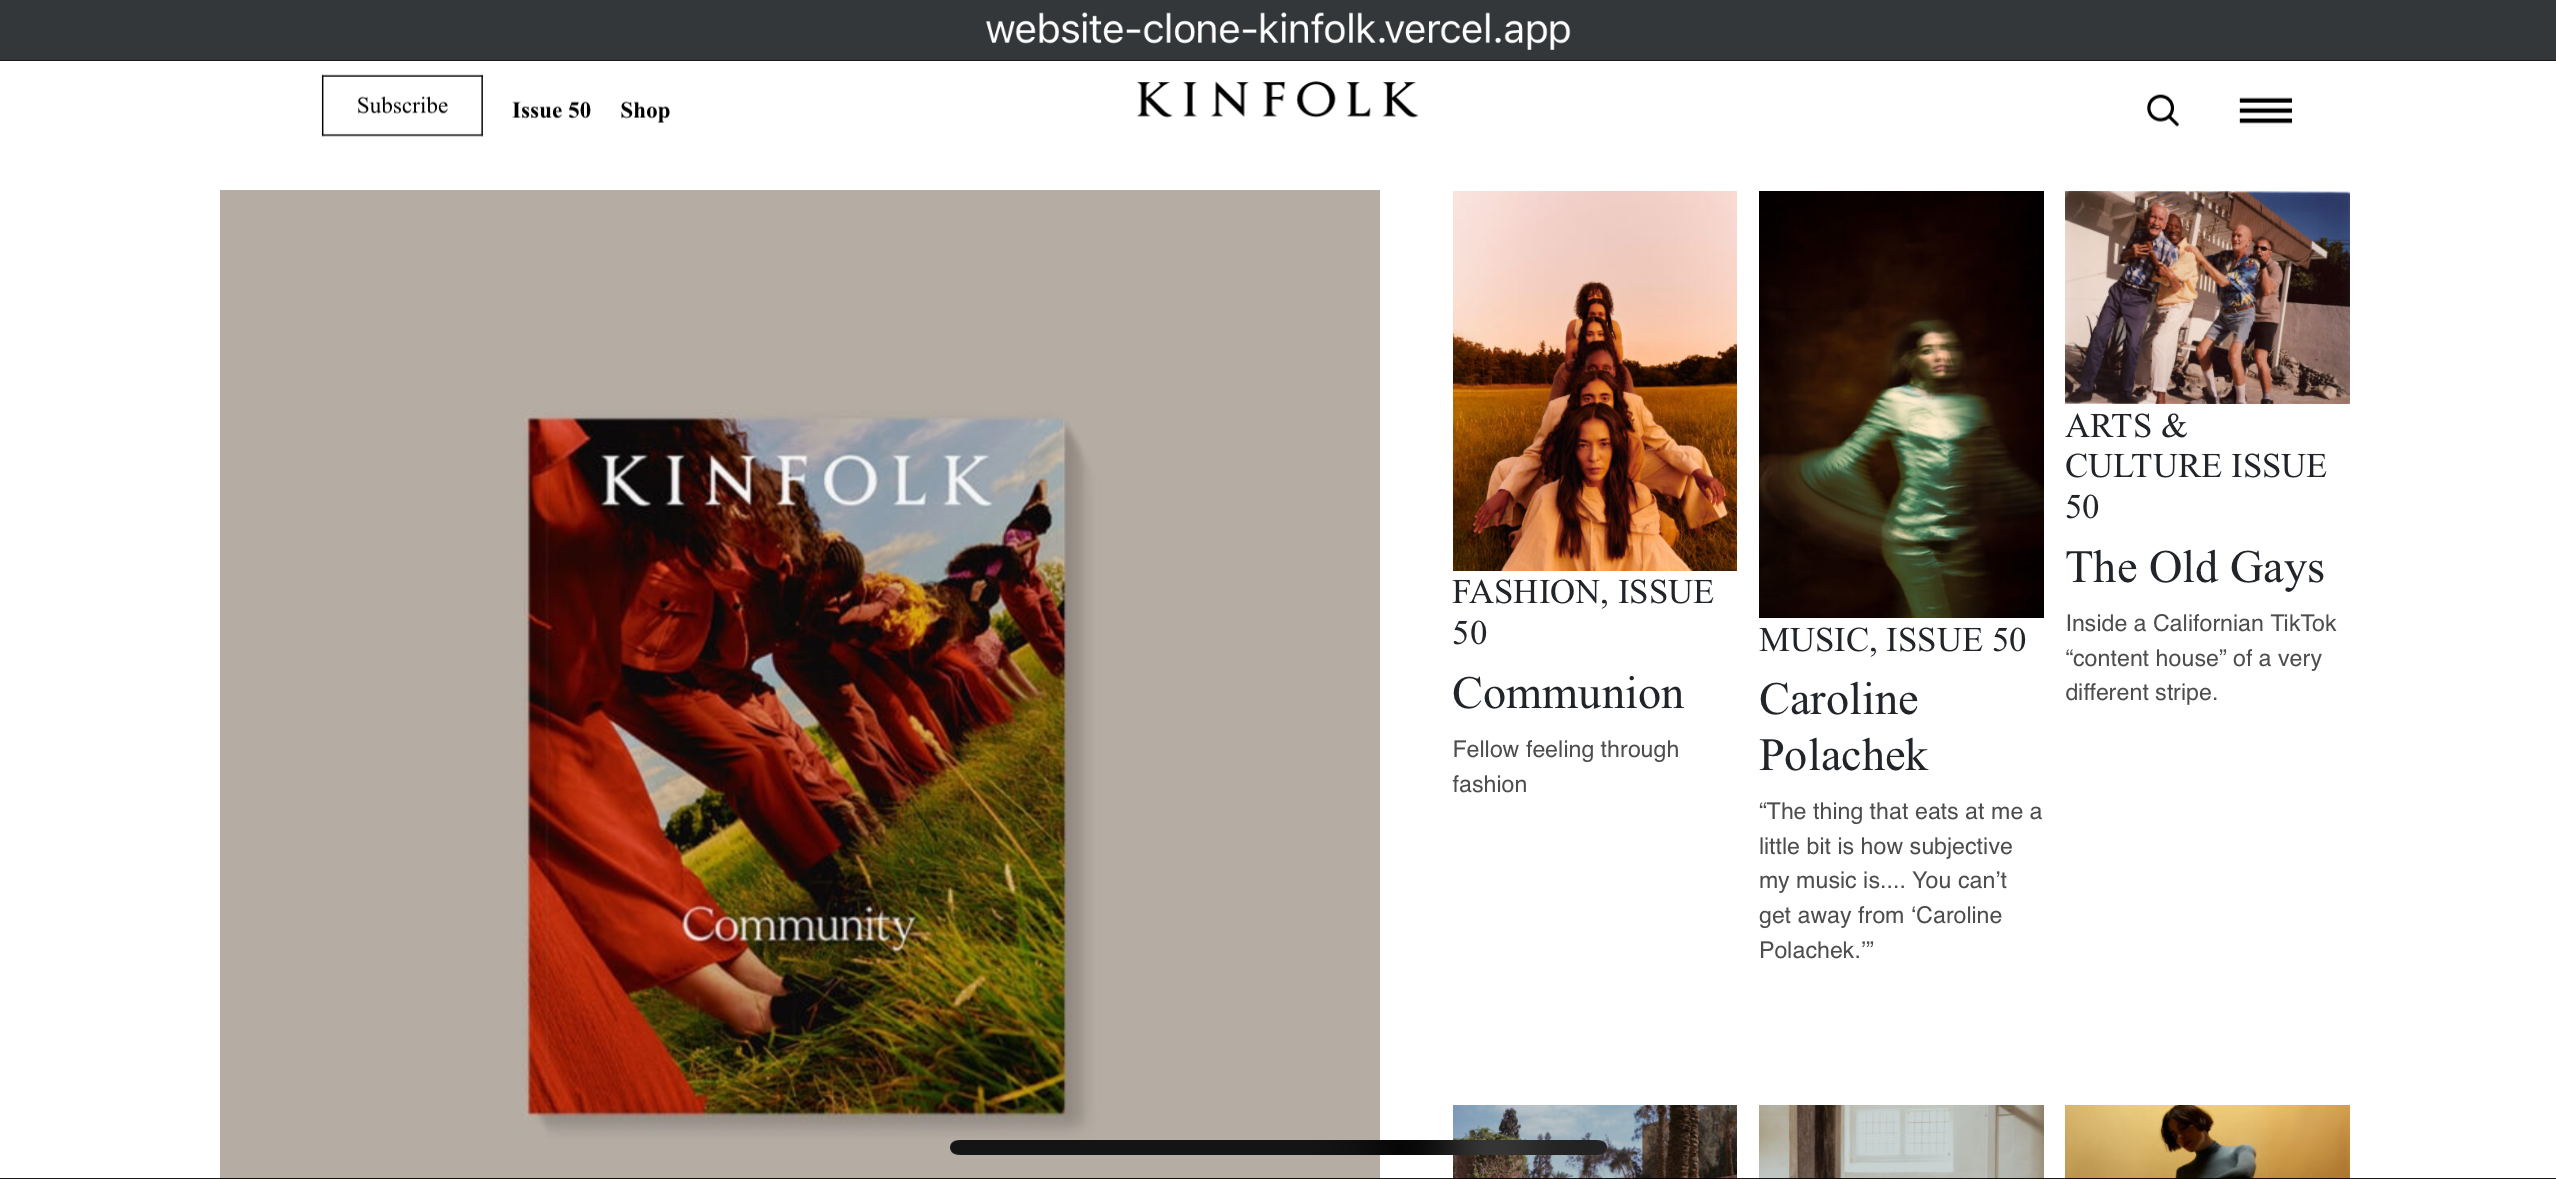 website-clone-kinfolk.vercel.app
Subscribe
Issue 50
Shop
KINFOLK
KINFOLK
Community
FASHION, ISSUE
50
Communion
Fellow feeling through
fashion
MUSIC, ISSUE 50
Caroline
Polachek
“The thing that eats at me a
little bit is how subjective
my music is.... You can’t
get away from ‘Caroline
Polachek.’”
ARTS &
CULTURE ISSUE
50
The Old Gays
Inside a Californian TikTok
“content house” of a very
different stripe.